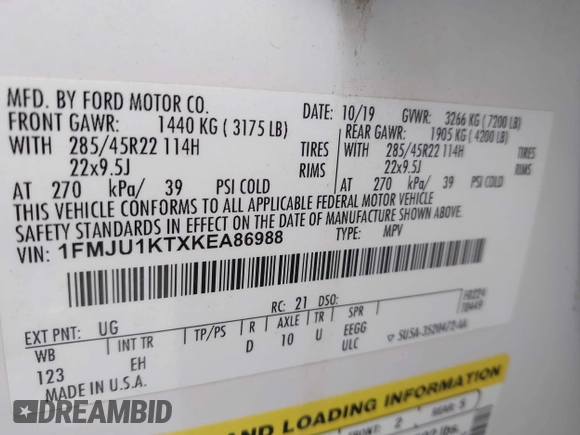 MFD. BY FORD MOTOR CO.
DATE: 10/19 GVWR: 3266 KG ( 7200 LB)
FRONT GAWR: 1440 KG ( 3175 LB)
REAR GAWR: 1905 KG ( 4200 LB)
WITH 285/45R22 114H TIRES
WITH 285/45R22 114H TIRES
22x9.5J RIMS
22x9.5J RIMS
AT 270 kPa/ 39 PSI COLD
AT 270 kPa/ 39 PSI COLD
THIS VEHICLE CONFORMS TO ALL APPLICABLE FEDERAL MOTOR VEHICLE
SAFETY STANDARDS IN EFFECT ON THE DATE OF MANUFACTURE SHOWN ABOVE.
VIN: 1FMJU1KTXKEA86988
TYPE: MPV
EXT PNT: UG RC: 21 DSO:
WB INT TR TP/PS R AXLE TR SPR
123 EH D 10 U EEGG
ULC
MADE IN U.S.A.
AND LOADING INFORMATION
FRONT: 2 REAR: 5
DREAMBID